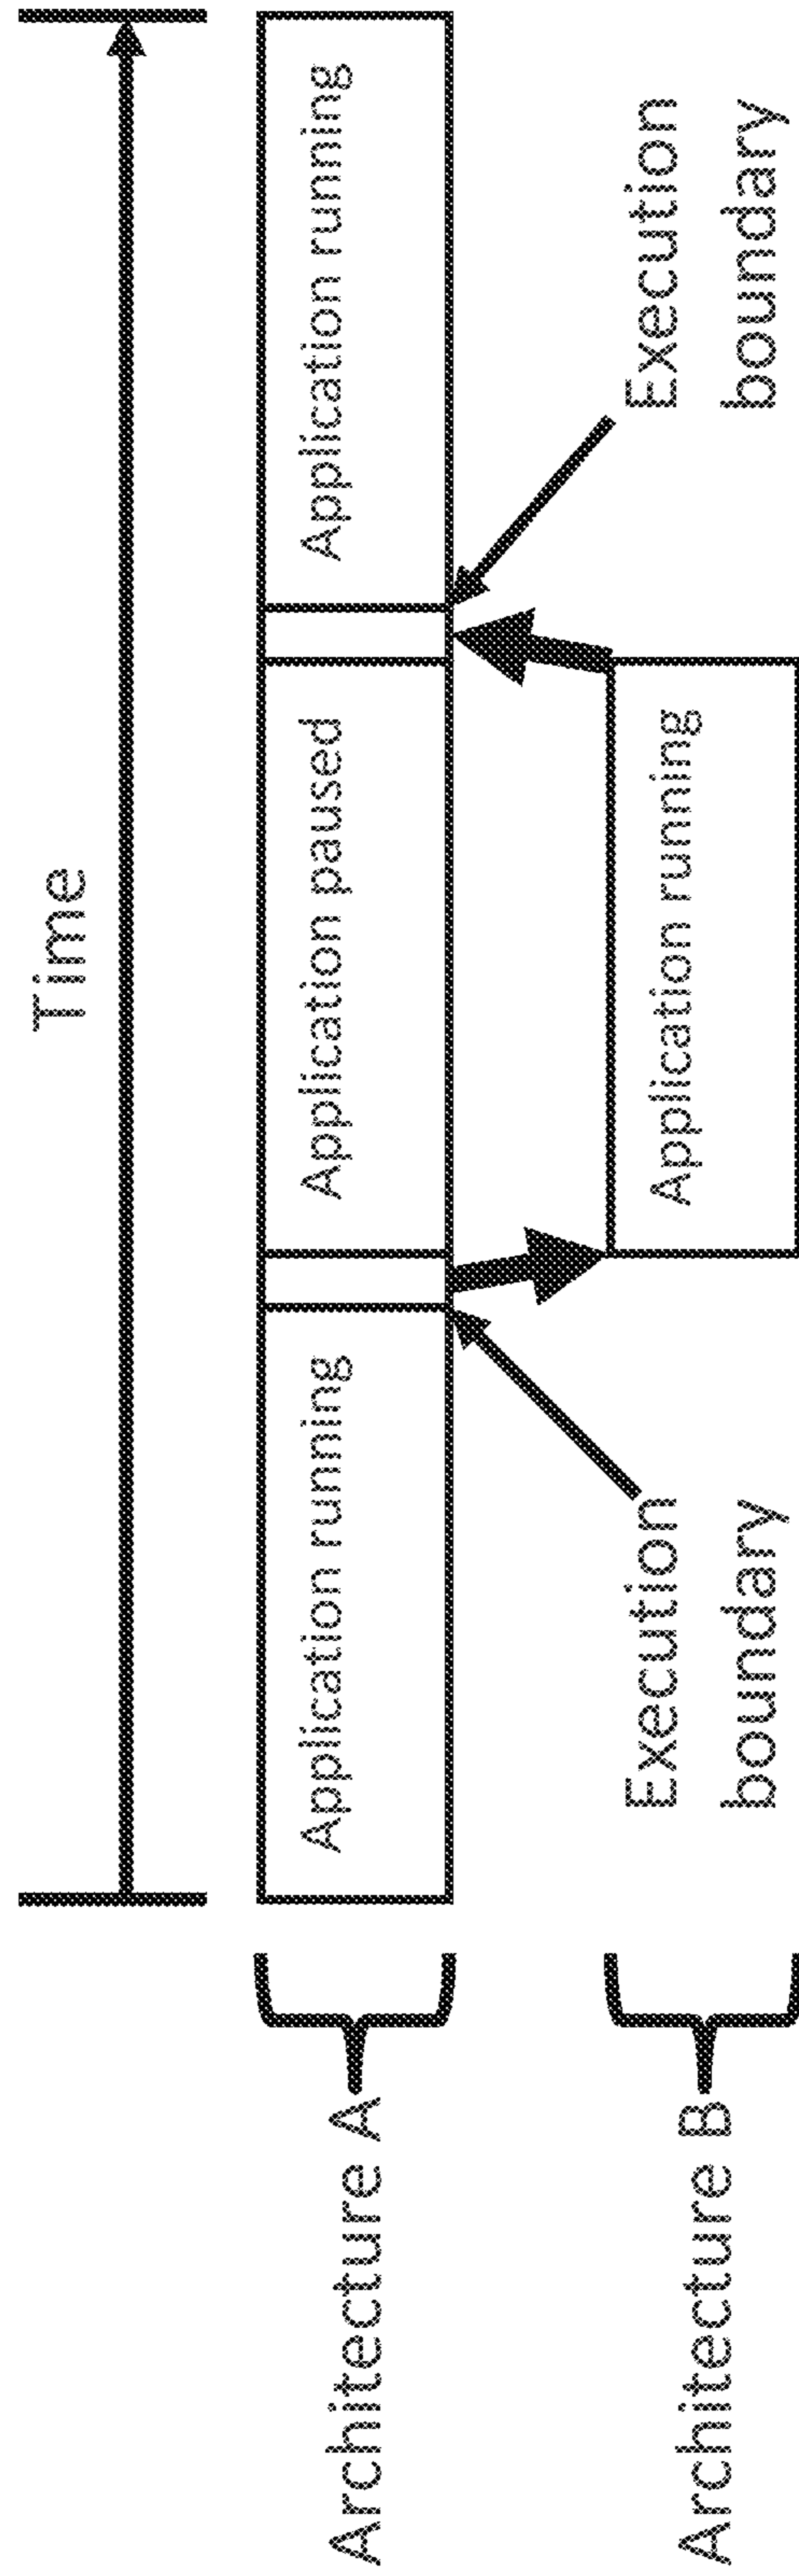 Time
Architecture A
Application running
Application paused
Application running
Architecture B
Application running
Execution
boundary
Execution
boundary